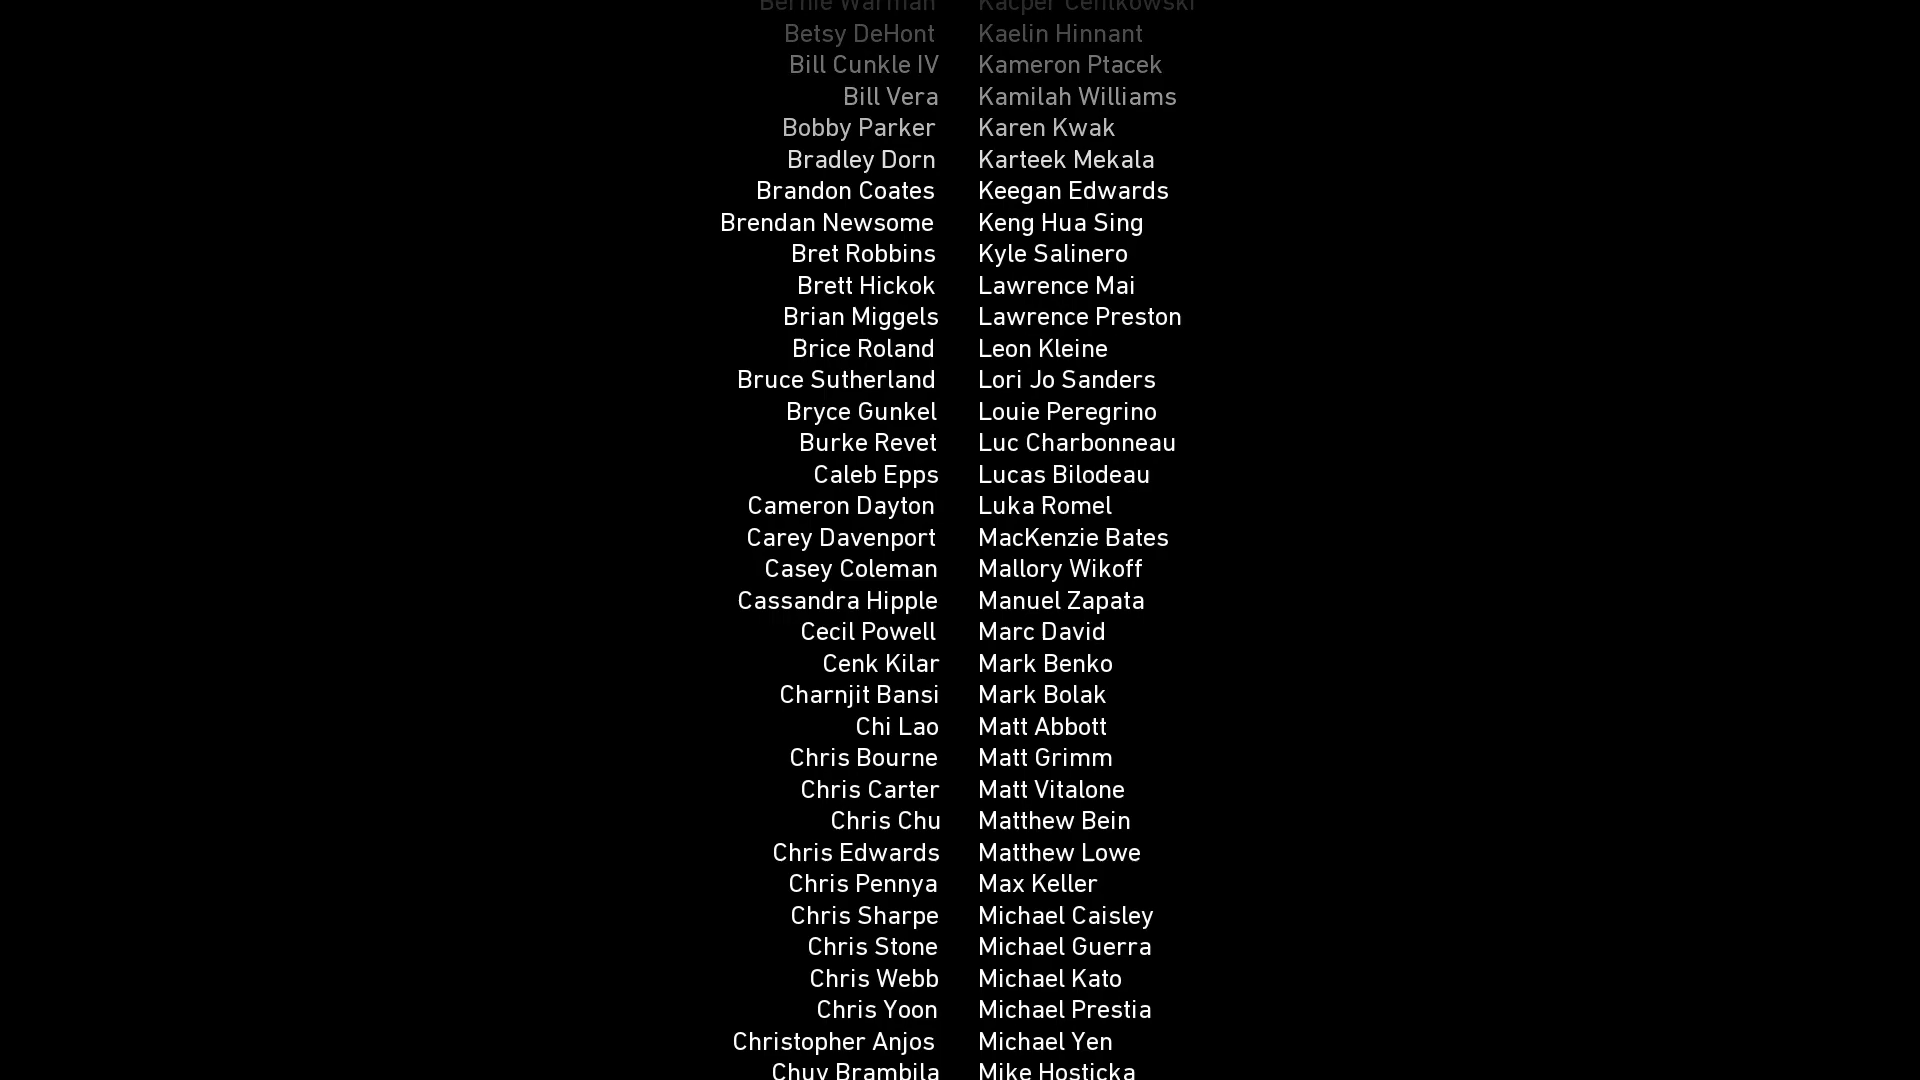 Bernie Warman Kacper Centkowski
Betsy DeHont Kaelin Hinnant
Bill Cunkle IV Kameron Ptacek
Bill Vera Kamilah Williams
Bobby Parker Karen Kwak
Bradley Dorn Karteek Mekala
Brandon Coates Keegan Edwards
Brendan Newsome Keng Hua Sing
Bret Robbins Kyle Salinero
Brett Hickok Lawrence Mai
Brian Miggels Lawrence Preston
Brice Roland Leon Kleine
Bruce Sutherland Lori Jo Sanders
Bryce Gunkel Louie Peregrino
Burke Revet Luc Charbonneau
Caleb Epps Lucas Bilodeau
Cameron Dayton Luka Romel
Carey Davenport MacKenzie Bates
Casey Coleman Mallory Wikoff
Cassandra Hipple Manuel Zapata
Cecil Powell Marc David
Cenk Kilar Mark Benko
Charnjit Bansi Mark Bolak
Chi Lao Matt Abbott
Chris Bourne Matt Grimm
Chris Carter Matt Vitalone
Chris Chu Matthew Bein
Chris Edwards Matthew Lowe
Chris Pennya Max Keller
Chris Sharpe Michael Caisley
Chris Stone Michael Guerra
Chris Webb Michael Kato
Chris Yoon Michael Prestia
Christopher Anjos Michael Yen
Chuy Brambila Mike Hosticka